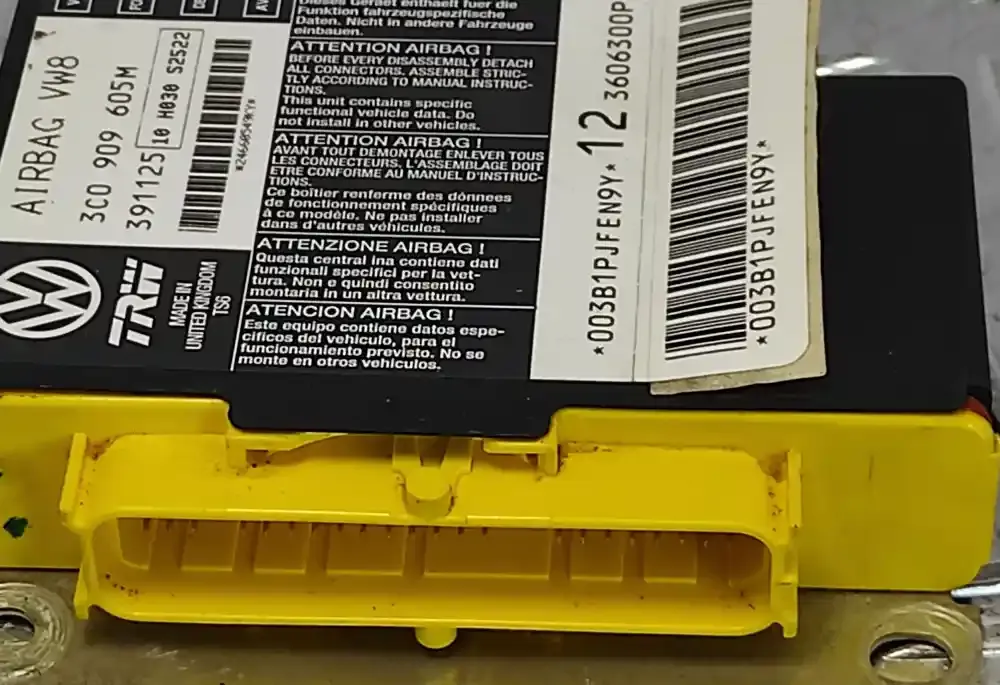 AIRBAG VW8
3C0 909 605M
391125
10 H030 S2522
TRW
MADE IN
UNITED KINGDOM
TS6
Dieses Gerät enthaelt fuer die
Funktion fahrzeugspezifische
Daten. Nicht in andere Fahrzeuge
einbauen.
ATTENTION AIRBAG !
BEFORE EVERY DISASSEMBLY DETACH
ALL CONNECTORS. ASSEMBLE STRIC-
TLY ACCORDING TO MANUAL INSTRUC-
TIONS.
This unit contains specific
functional vehicle data. Do
not install in other vehicles.
ATTENTION AIRBAG !
AVANT TOUT DEMONTAGE ENLEVER TOUS
LES CONNECTEURS. L'ASSEMBLAGE DOIT
ETRE CONFORME AU MANUEL D'INSTRUC-
TIONS.
Ce boîtier renferme des dónnees
de fonctionnement spécifiques
à ce modèle. Ne pas installer
dans d'autres véhicules.
ATTENZIONE AIRBAG !
Questa central ina contiene dati
funzionali specifici per la vet-
tura. Non e quindi consentito
montaria in un altra vettura.
ATENCION AIRBAG !
Este equipo contiene datos espe-
cificos del vehiculo, para el
funcionamiento previsto. No se
monte en otros vehiculos.
*003B1PJFEN9Y* 12 360630OP
*003B1PJFEN9Y*